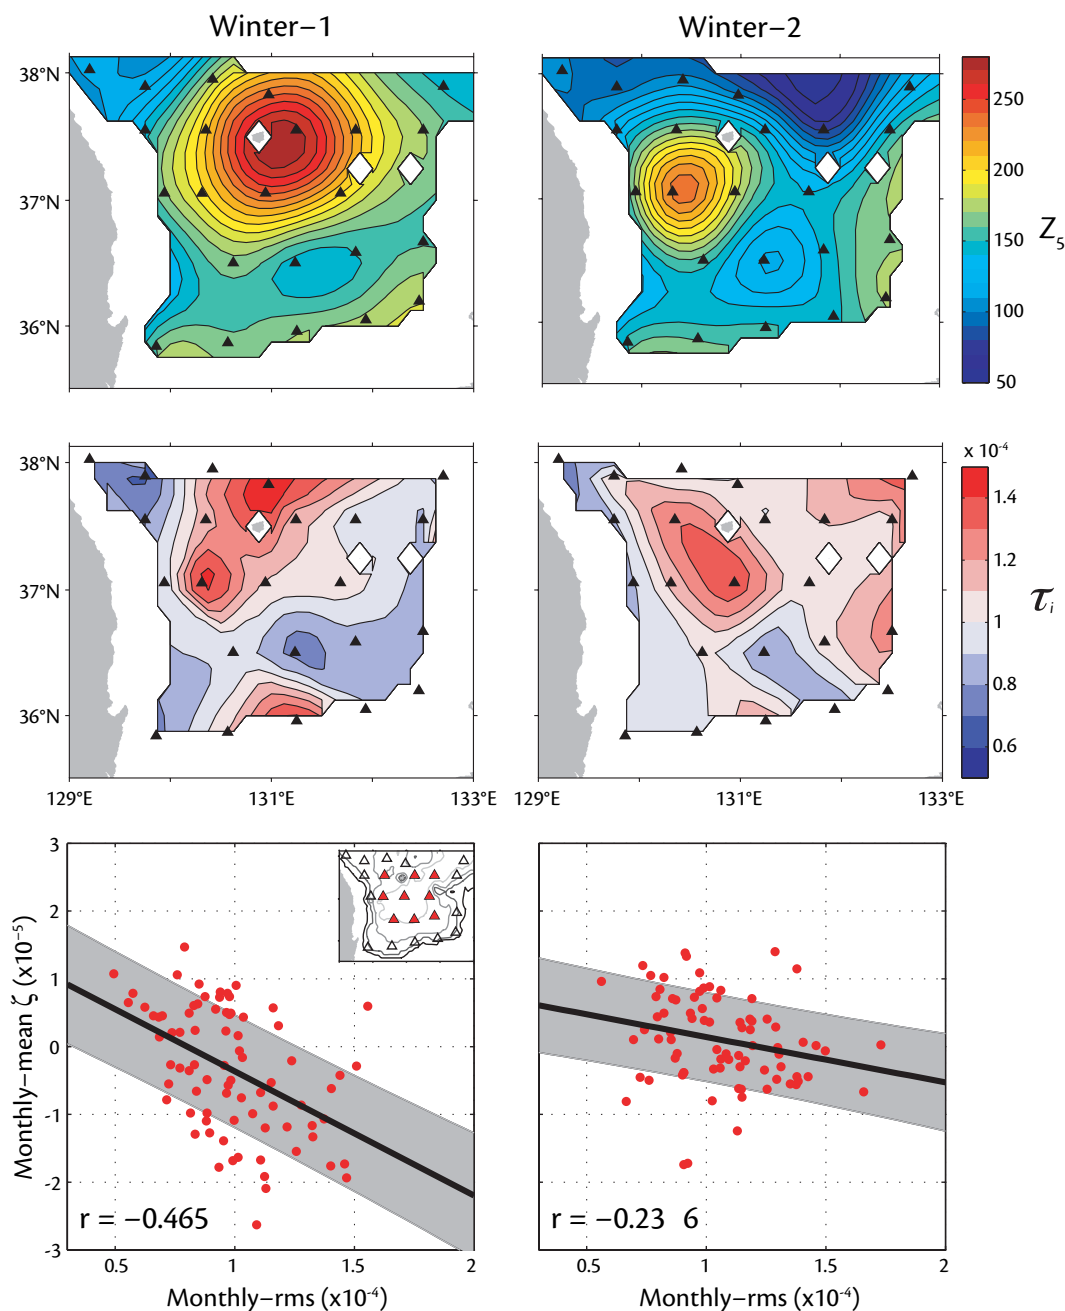 Winter−1 Winter−2
38°N
37°N
36°N
250
200
150
100
50
Z5
38°N
37°N
36°N
129°E 131°E 133°E
129°E 131°E 133°E
x 10-4
1.4
1.2
1
0.8
0.6
τi
Monthly−mean ζ (x10−5)
3
2
1
0
-1
-2
-3
r = −0.465
r = −0.23 6
0.5 1 1.5 2
0.5 1 1.5 2
Monthly−rms (x10−4) Monthly−rms (x10−4)